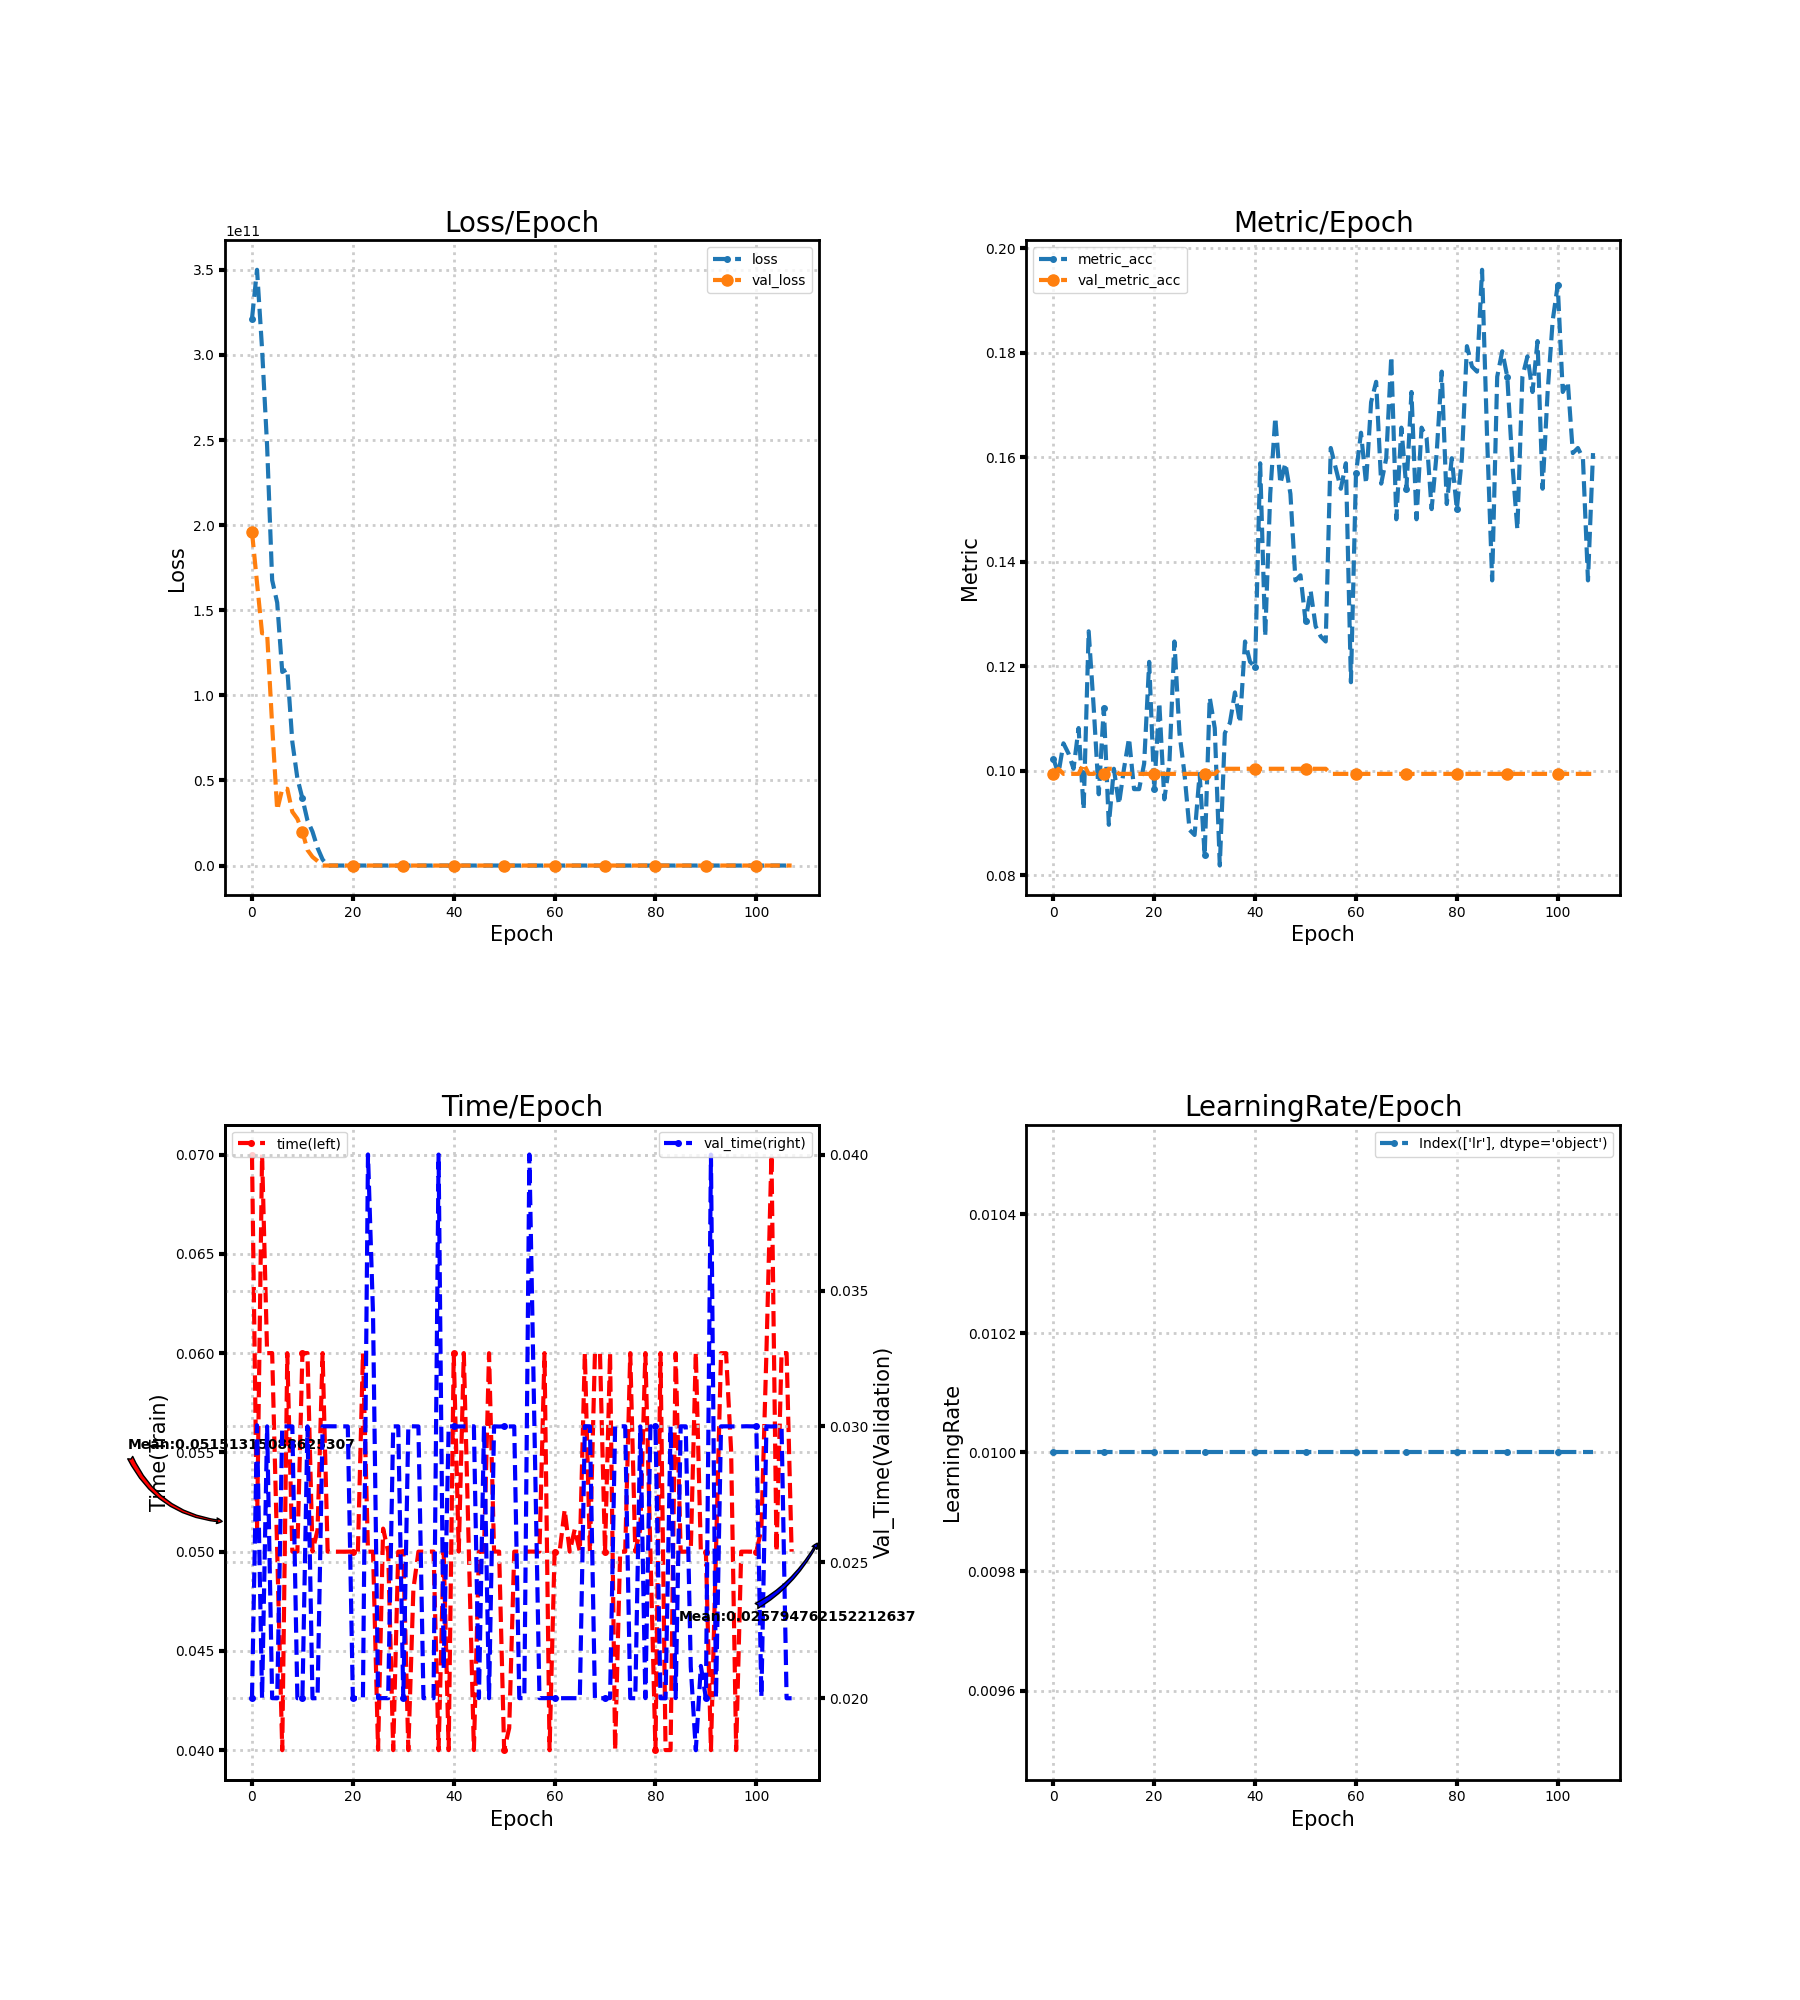 Loss/Epoch
1e11
3.5
3.0
2.5
2.0
1.5
1.0
0.5
0.0
Loss
loss
val_loss
0 20 40 60 80 100
Epoch
Metric/Epoch
0.20
0.18
0.16
0.14
0.12
0.10
0.08
Metric
metric_acc
val_metric_acc
0 20 40 60 80 100
Epoch
Time/Epoch
0.070
0.065
0.060
0.055
0.050
0.045
0.040
Time(Train)
time(left)
val_time(right)
0.040
0.035
0.030
0.025
0.020
Val_Time(Validation)
Mean:0.025794762152212637
0 20 40 60 80 100
Epoch
LearningRate/Epoch
0.0104
0.0102
0.0100
0.0098
0.0096
LearningRate
Index(['lr'], dtype='object')
0 20 40 60 80 100
Epoch